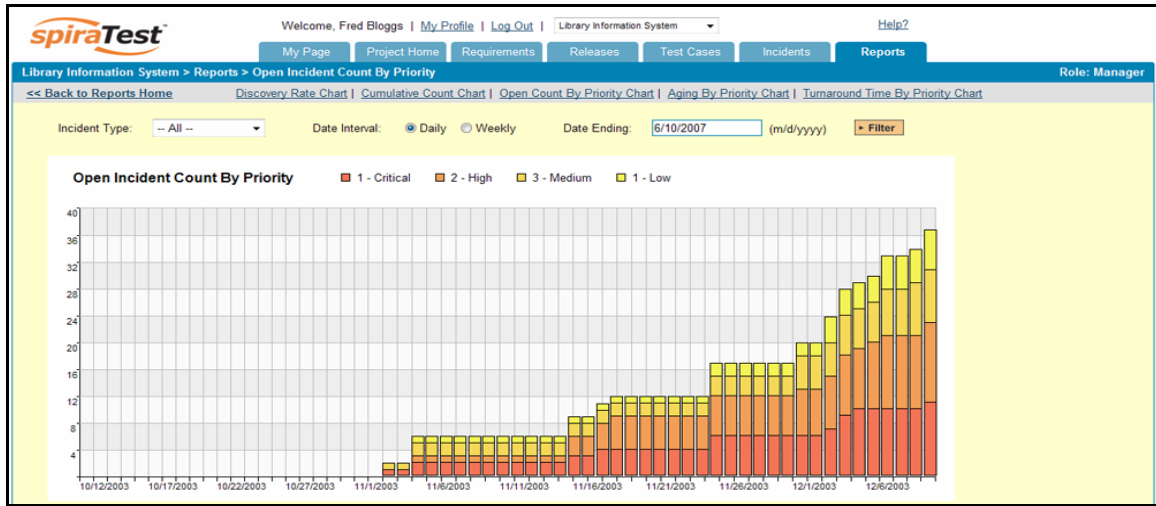 spiraTest
Welcome, Fred Bloggs | My Profile | Log Out | Library Information System
Help?
My Page Project Home Requirements Releases Test Cases Incidents Reports
Library Information System > Reports > Open Incident Count By Priority Role: Manager
<< Back to Reports Home Discovery Rate Chart | Cumulative Count Chart | Open Count By Priority Chart | Aging By Priority Chart | Turnaround Time By Priority Chart
Incident Type: -- All -- Date Interval: Daily Weekly Date Ending: 6/10/2007 (m/d/yyyy) Filter
Open Incident Count By Priority 1 - Critical 2 - High 3 - Medium 1 - Low
40
36
32
28
24
20
16
12
8
4
10/12/2003 10/17/2003 10/22/2003 10/27/2003 11/1/2003 11/6/2003 11/11/2003 11/16/2003 11/21/2003 11/26/2003 12/1/2003 12/6/2003